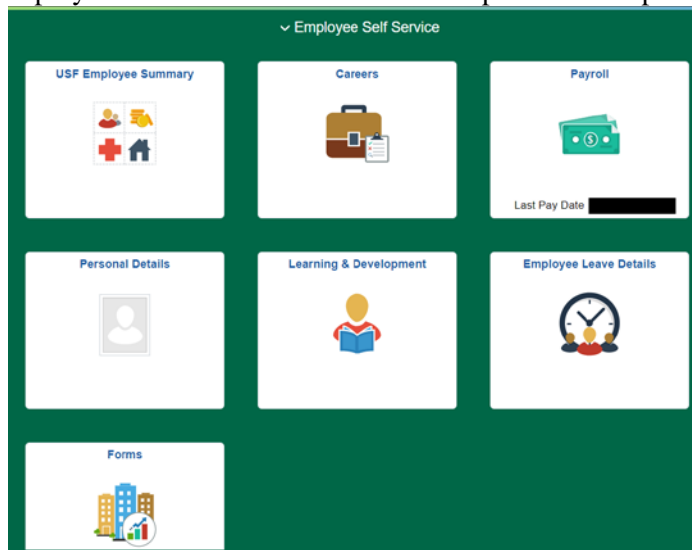 Employee Self Service
USF Employee Summary
Careers
Payroll
Last Pay Date
Personal Details
Learning & Development
Employee Leave Details
Forms